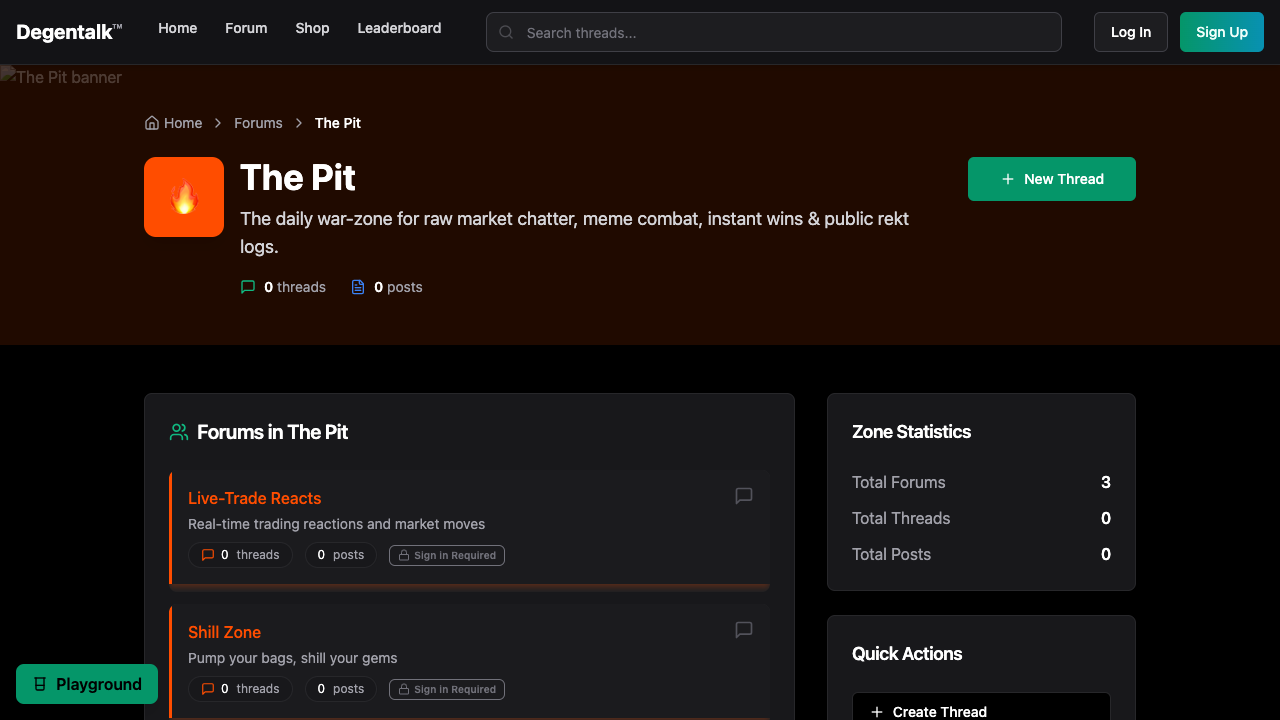 Degentalk™
Home
Forum
Shop
Leaderboard
Search threads...
Log In
Sign Up
The Pit banner
Home
Forums
The Pit
The Pit
New Thread
The daily war-zone for raw market chatter, meme combat, instant wins & public rekt
logs.
0 threads
0 posts
Forums in The Pit
Live-Trade Reacts
Real-time trading reactions and market moves
0 threads
0 posts
Sign in Required
Shill Zone
Pump your bags, shill your gems
0 threads
0 posts
Sign in Required
Zone Statistics
Total Forums 3
Total Threads 0
Total Posts 0
Quick Actions
Create Thread
Playground